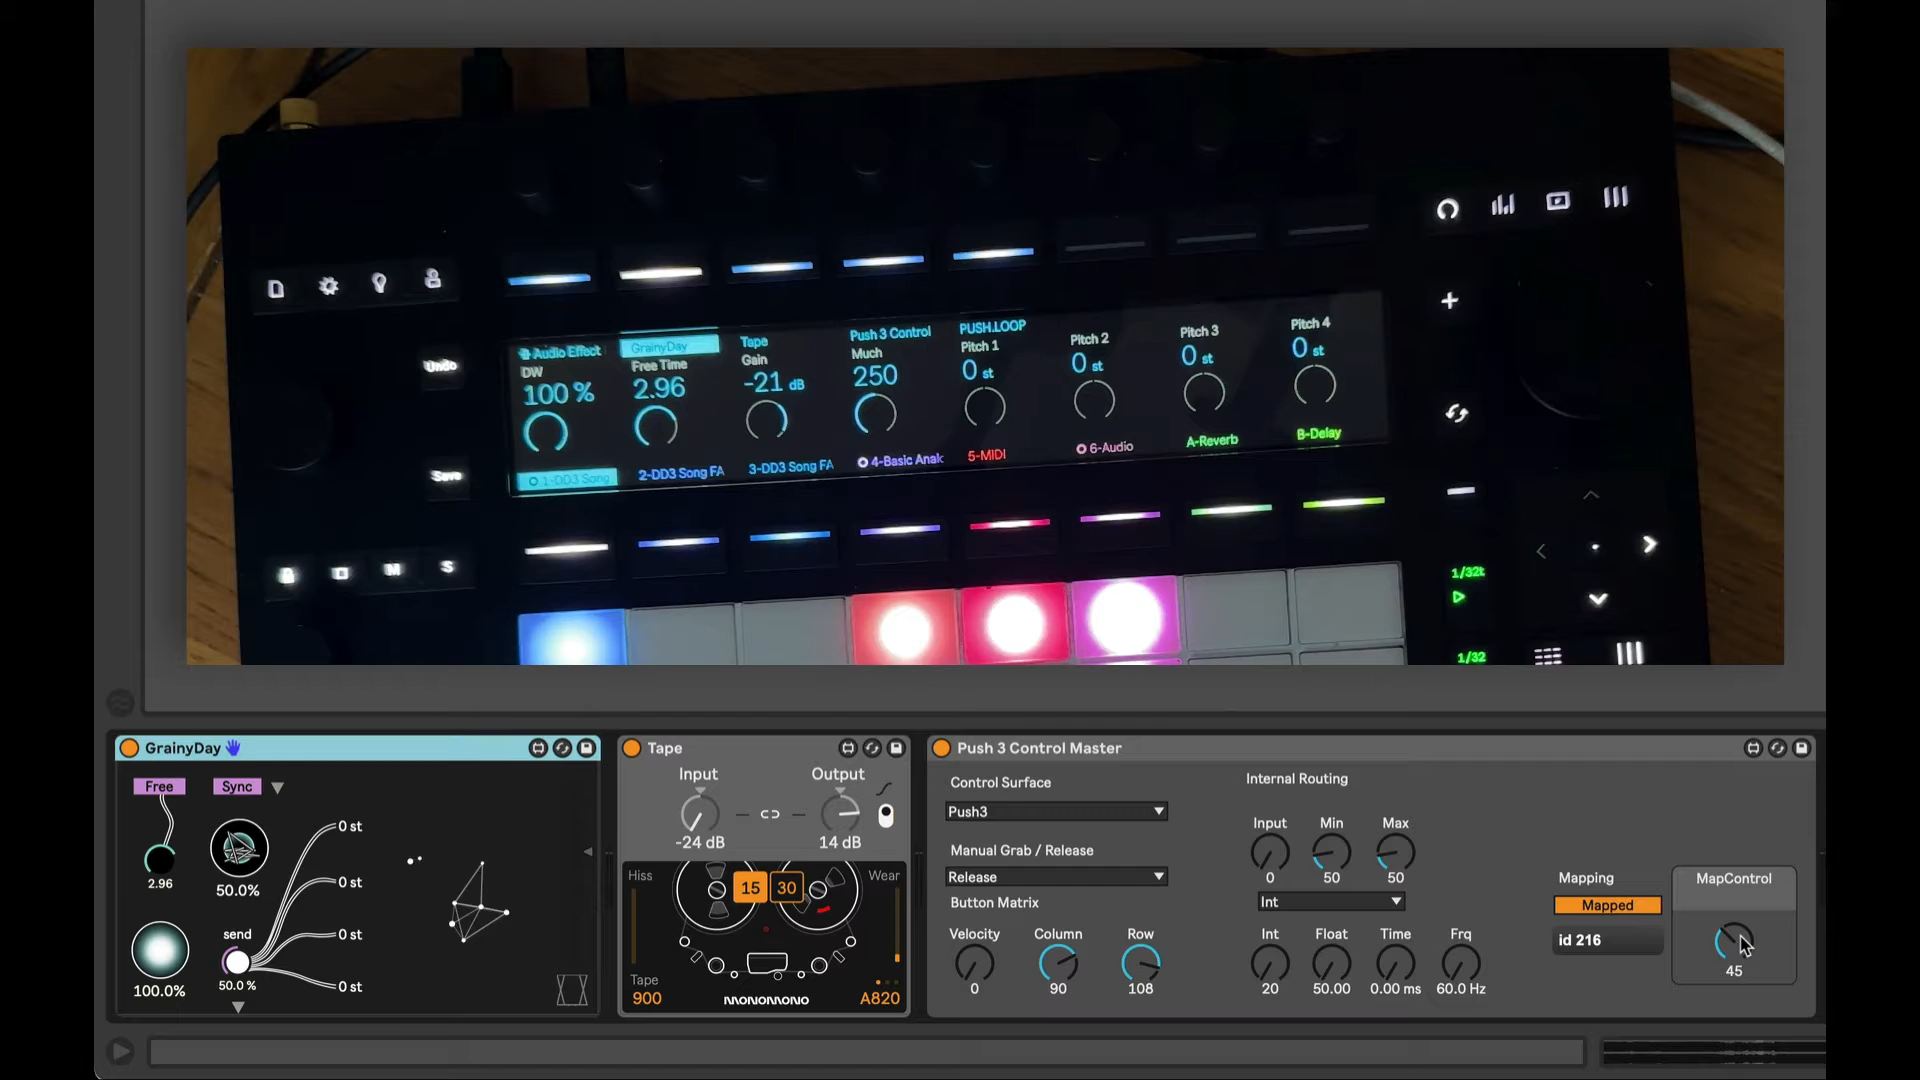 Undo
Save
M
S
Audio Effect
DW
100 %
GrainyDay
Free Time
2.96
Tape
Gain
-21 dB
Push 3 Control
Much
250
PUSH.LOOP
Pitch 1
0 st
Pitch 2
0 st
Pitch 3
0 st
Pitch 4
0 st
1-DD3 Song
2-DD3 Song FA
3-DD3 Song FA
4-Basic Anak
5-MIDI
6-Audio
A-Reverb
B-Delay
1/32t
1/32
GrainyDay
Free
Sync
2.96
50.0%
100.0%
send
50.0 %
0 st
0 st
0 st
0 st
Tape
Input
Output
-24 dB
14 dB
Hiss
15
30
Wear
Tape
900
MONOMONO
A820
Push 3 Control Master
Control Surface
Push3
Manual Grab / Release
Release
Button Matrix
Velocity
Column
Row
0
90
108
Internal Routing
Input
Min
Max
0
50
50
Int
Int
Float
Time
Frq
20
50.00
0.00 ms
60.0 Hz
Mapping
Mapped
id 216
MapControl
45